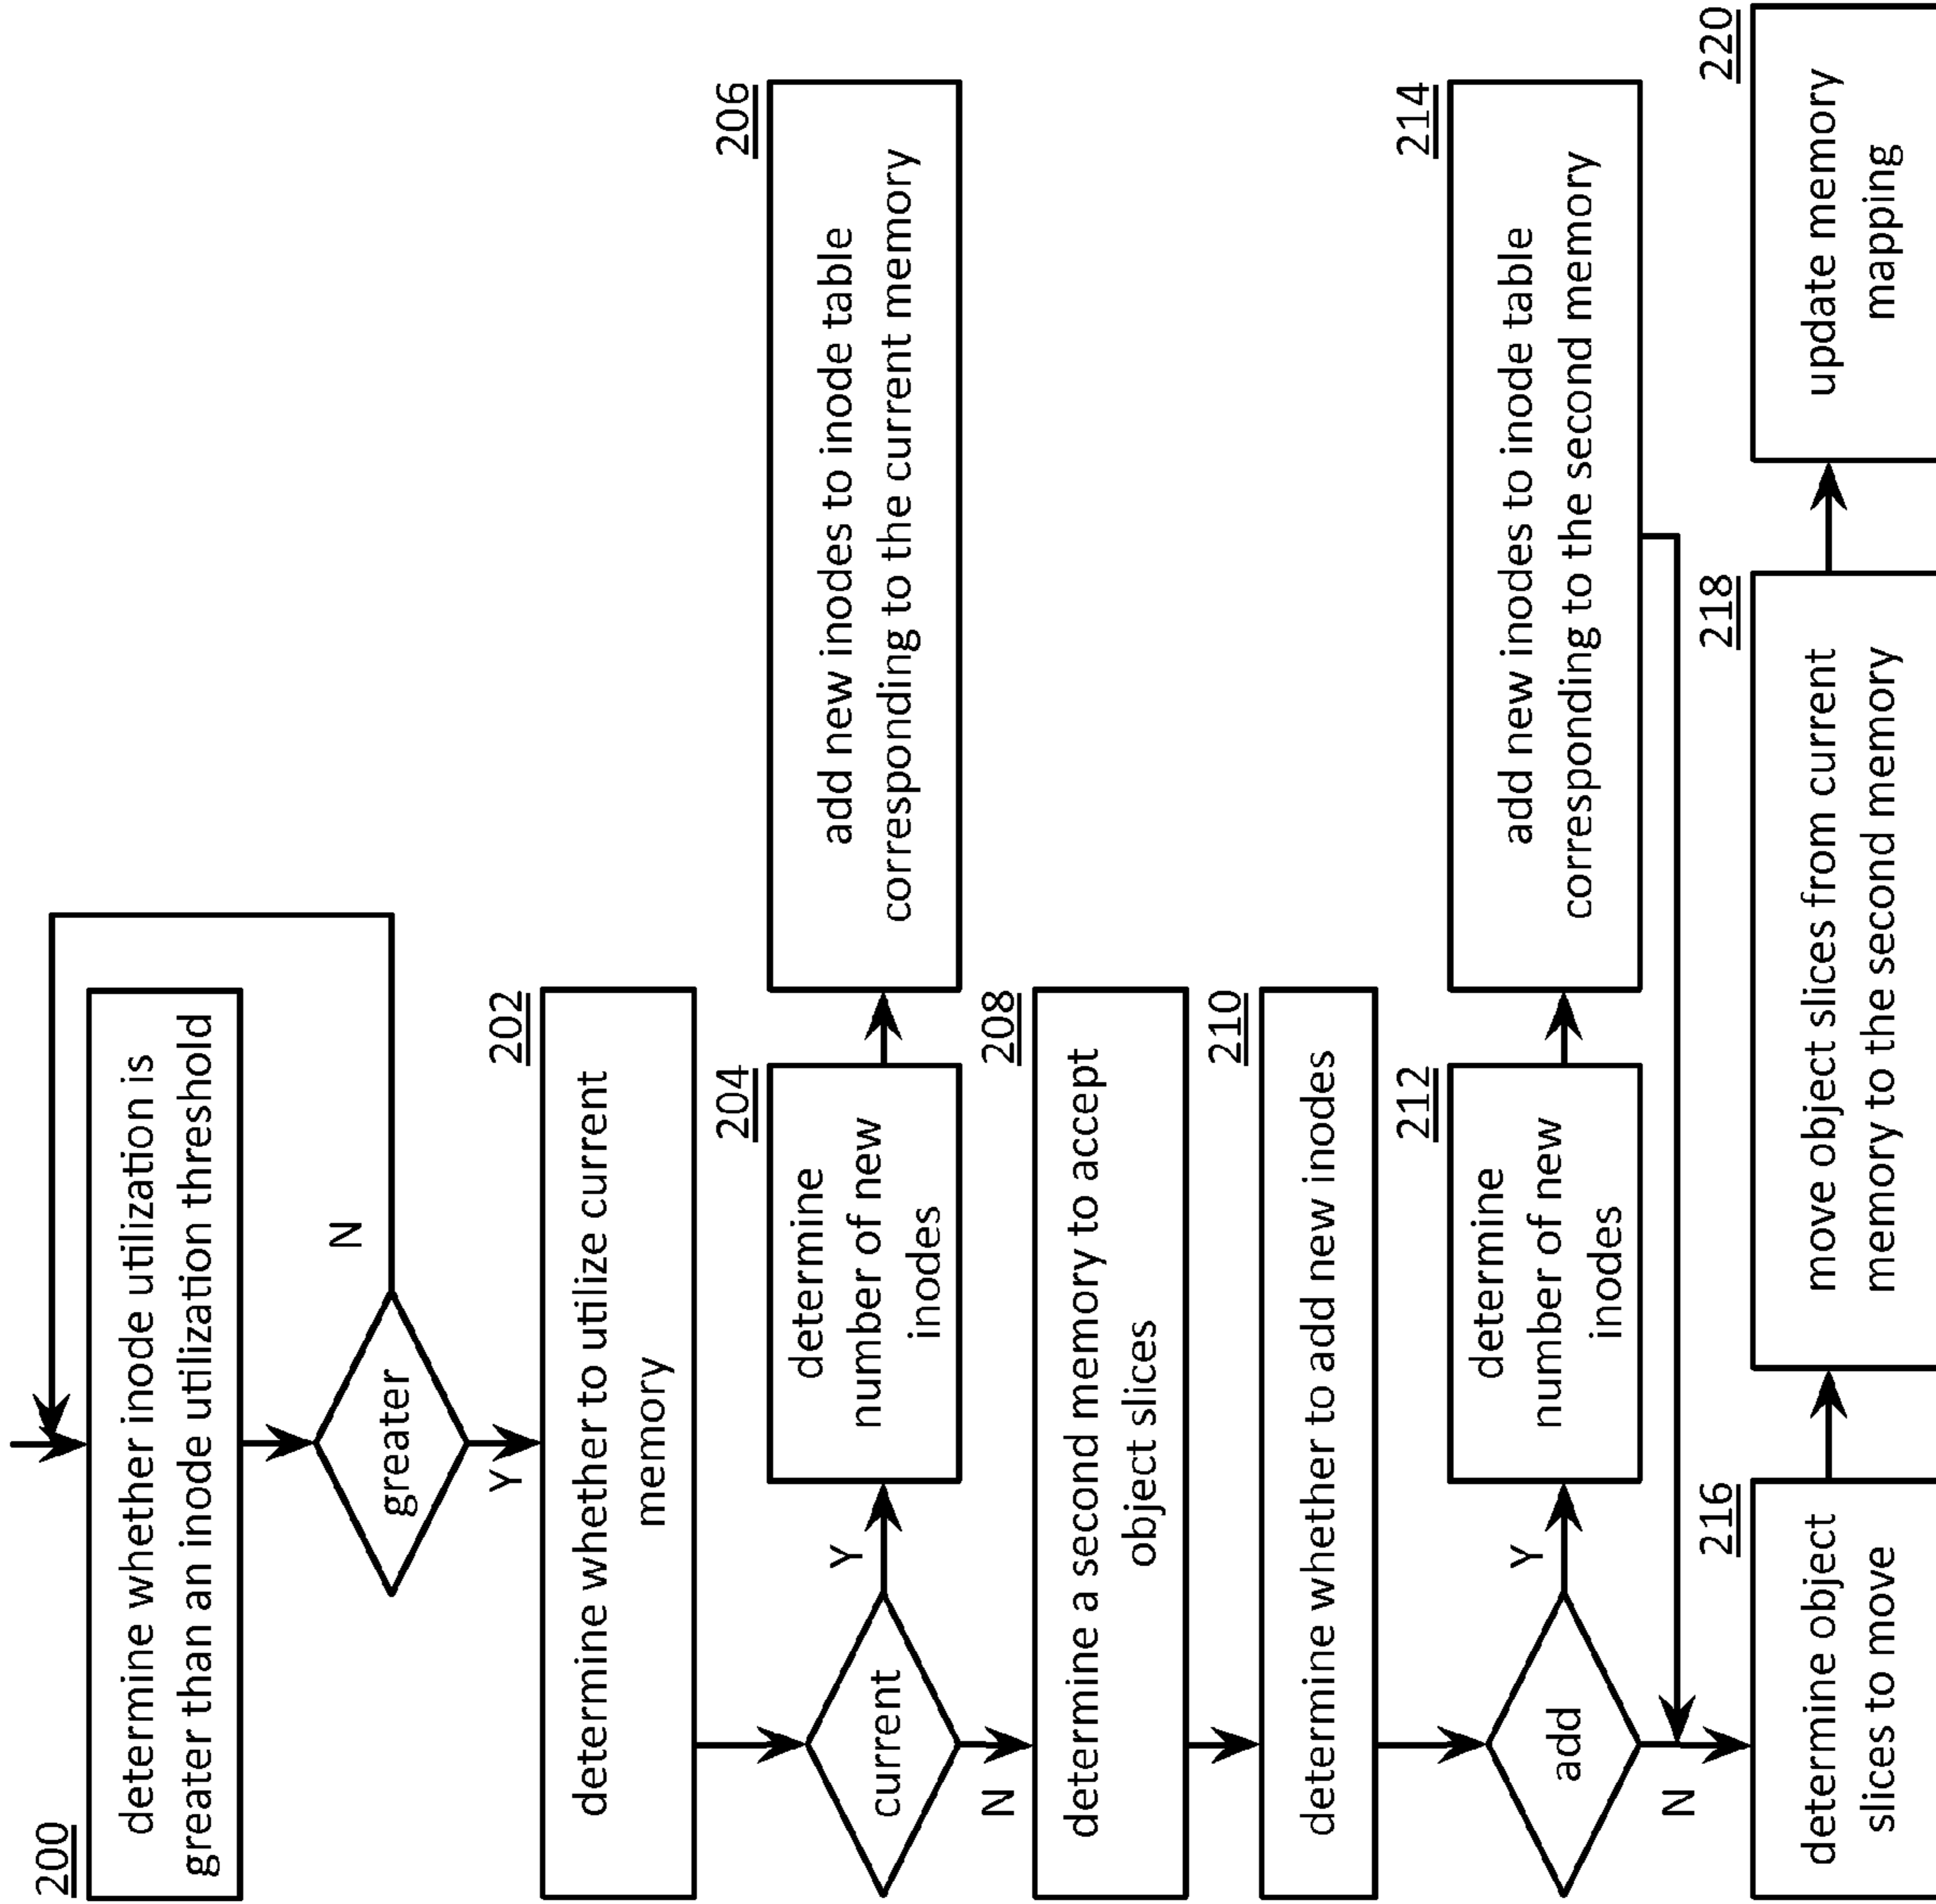 200
determine whether inode utilization is
greater than an inode utilization threshold
greater
N
Y
202
determine whether to utilize current
memory
current
Y
N
204
determine
number of new
inodes
206
add new inodes to inode table
corresponding to the current memory
208
determine a second memory to accept
object slices
210
determine whether to add new inodes
add
Y
N
212
determine
number of new
inodes
214
add new inodes to inode table
corresponding to the second memory
216
determine object
slices to move
218
move object slices from current
memory to the second memory
220
update memory
mapping